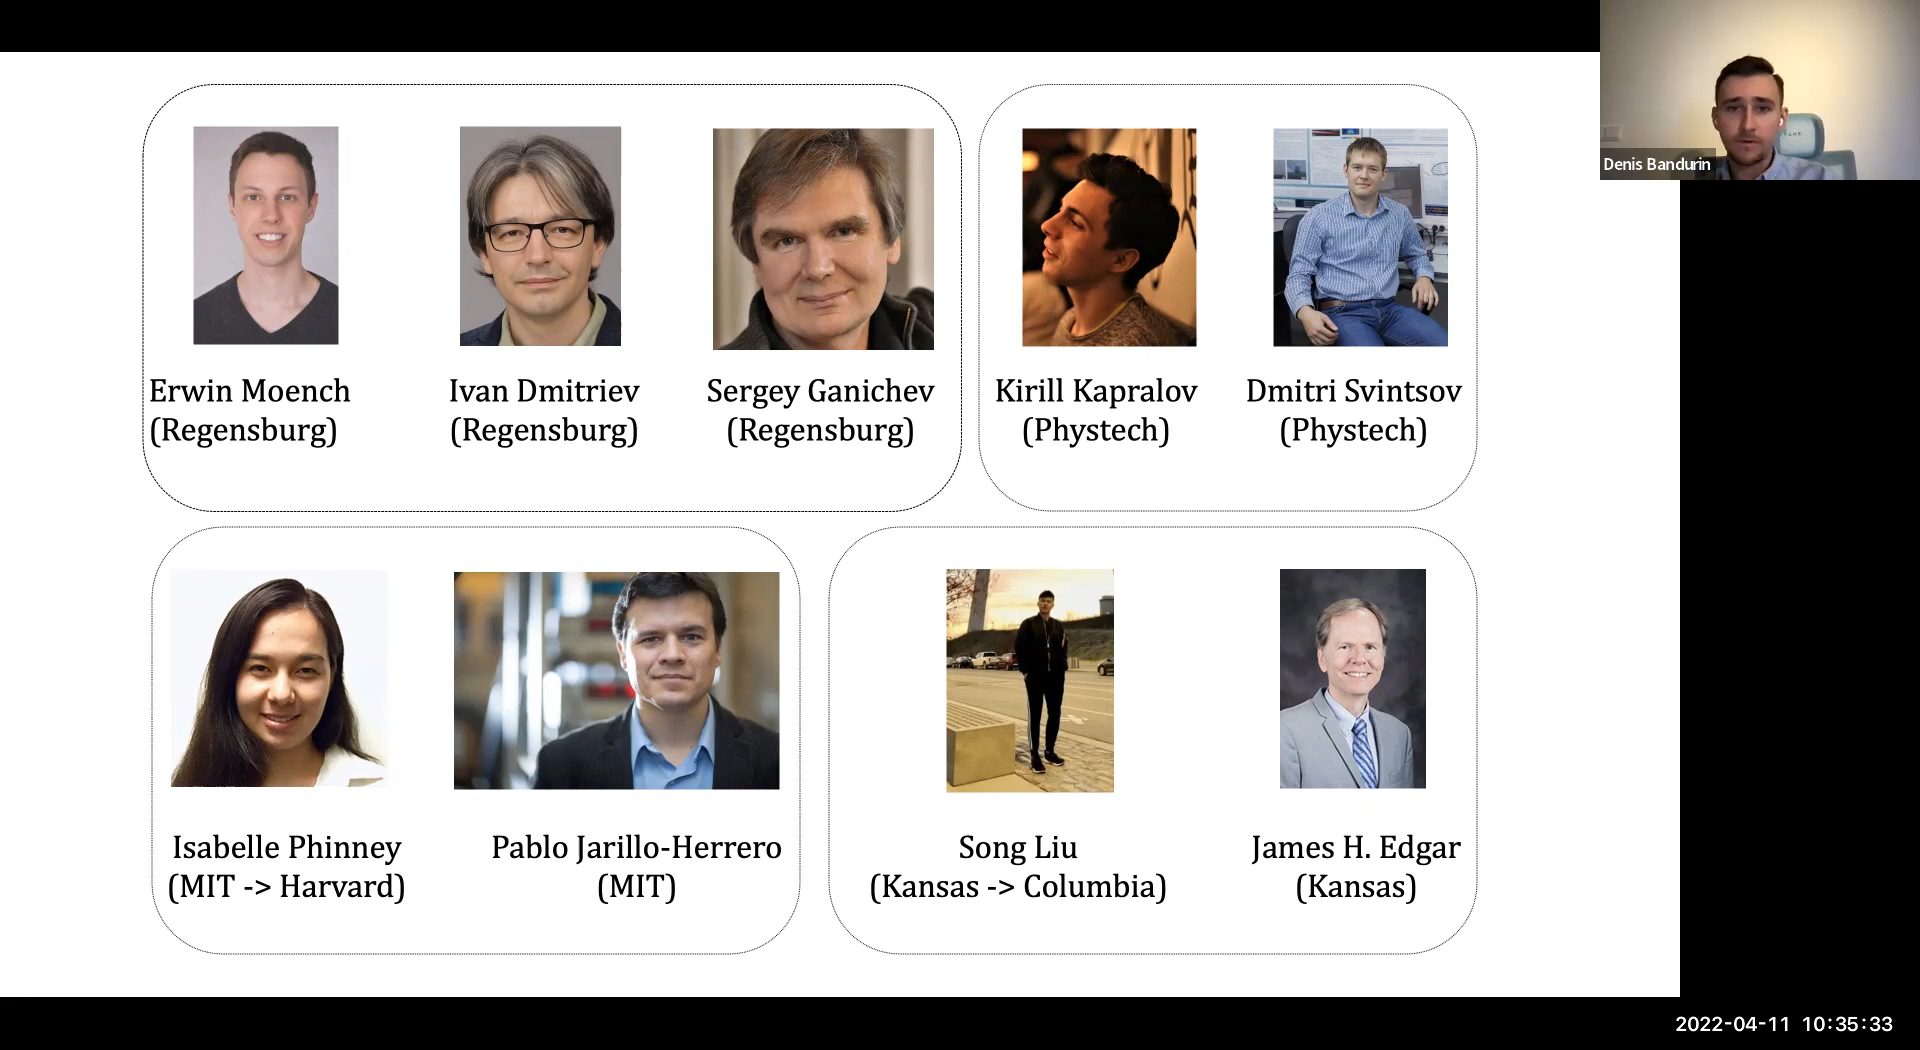 Denis Bandurin
Erwin Moench
(Regensburg)
Ivan Dmitriev
(Regensburg)
Sergey Ganichev
(Regensburg)
Kirill Kapralov
(Phystech)
Dmitri Svintsov
(Phystech)
Isabelle Phinney
(MIT -> Harvard)
Pablo Jarillo-Herrero
(MIT)
Song Liu
(Kansas -> Columbia)
James H. Edgar
(Kansas)
2022-04-11 10:35:33